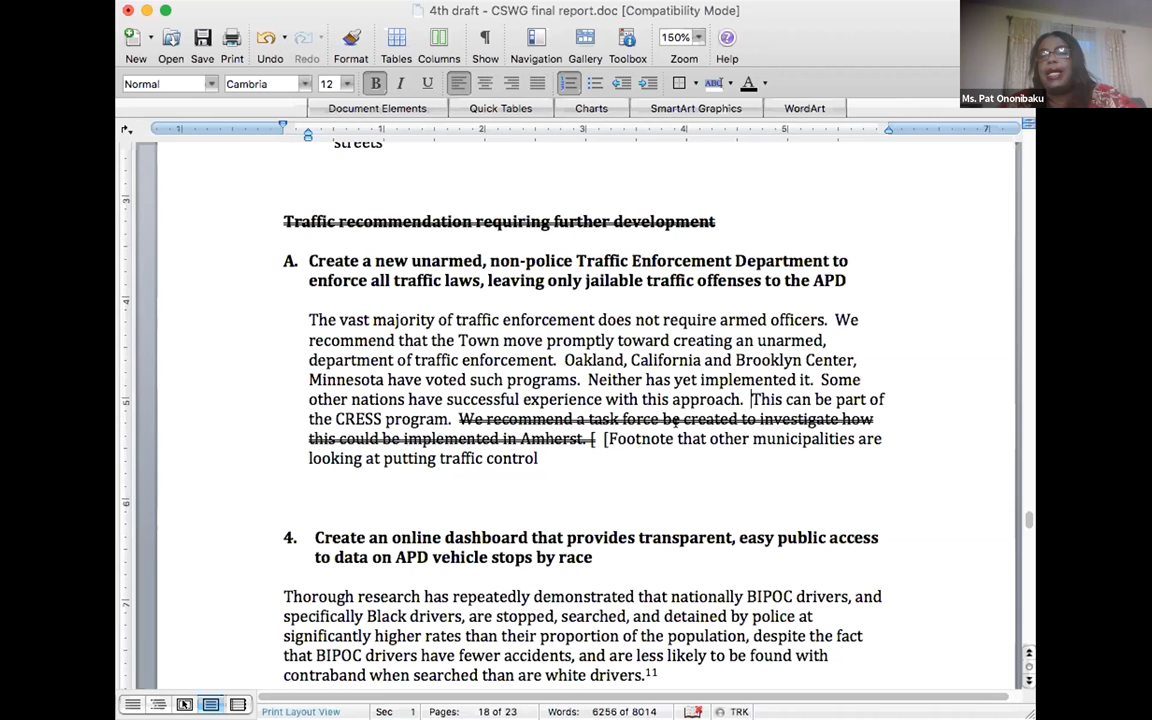 4th draft - CSWG final report.doc [Compatibility Mode]
New Open Save Print Undo Redo Format Tables Columns Show Navigation Gallery Toolbox 150% Zoom Help
Normal Cambria 12 B I U ABC A
Document Elements Quick Tables Charts SmartArt Graphics WordArt
Ms. Pat Ononibaku
1 1 2 3 4 5 7
streets
Traffic recommendation requiring further development
A. Create a new unarmed, non-police Traffic Enforcement Department to
enforce all traffic laws, leaving only jailable traffic offenses to the APD
The vast majority of traffic enforcement does not require armed officers. We
recommend that the Town move promptly toward creating an unarmed,
department of traffic enforcement. Oakland, California and Brooklyn Center,
Minnesota have voted such programs. Neither has yet implemented it. Some
other nations have successful experience with this approach. This can be part of
the CRESS program. We recommend a task force be created to investigate how
this could be implemented in Amherst. [ [Footnote that other municipalities are
looking at putting traffic control
4. Create an online dashboard that provides transparent, easy public access
to data on APD vehicle stops by race
Thorough research has repeatedly demonstrated that nationally BIPOC drivers, and
specifically Black drivers, are stopped, searched, and detained by police at
significantly higher rates than their proportion of the population, despite the fact
that BIPOC drivers have fewer accidents, and are less likely to be found with
contraband when searched than are white drivers.11
Print Layout View Sec 1 Pages: 18 of 23 Words: 6256 of 8014 TRK